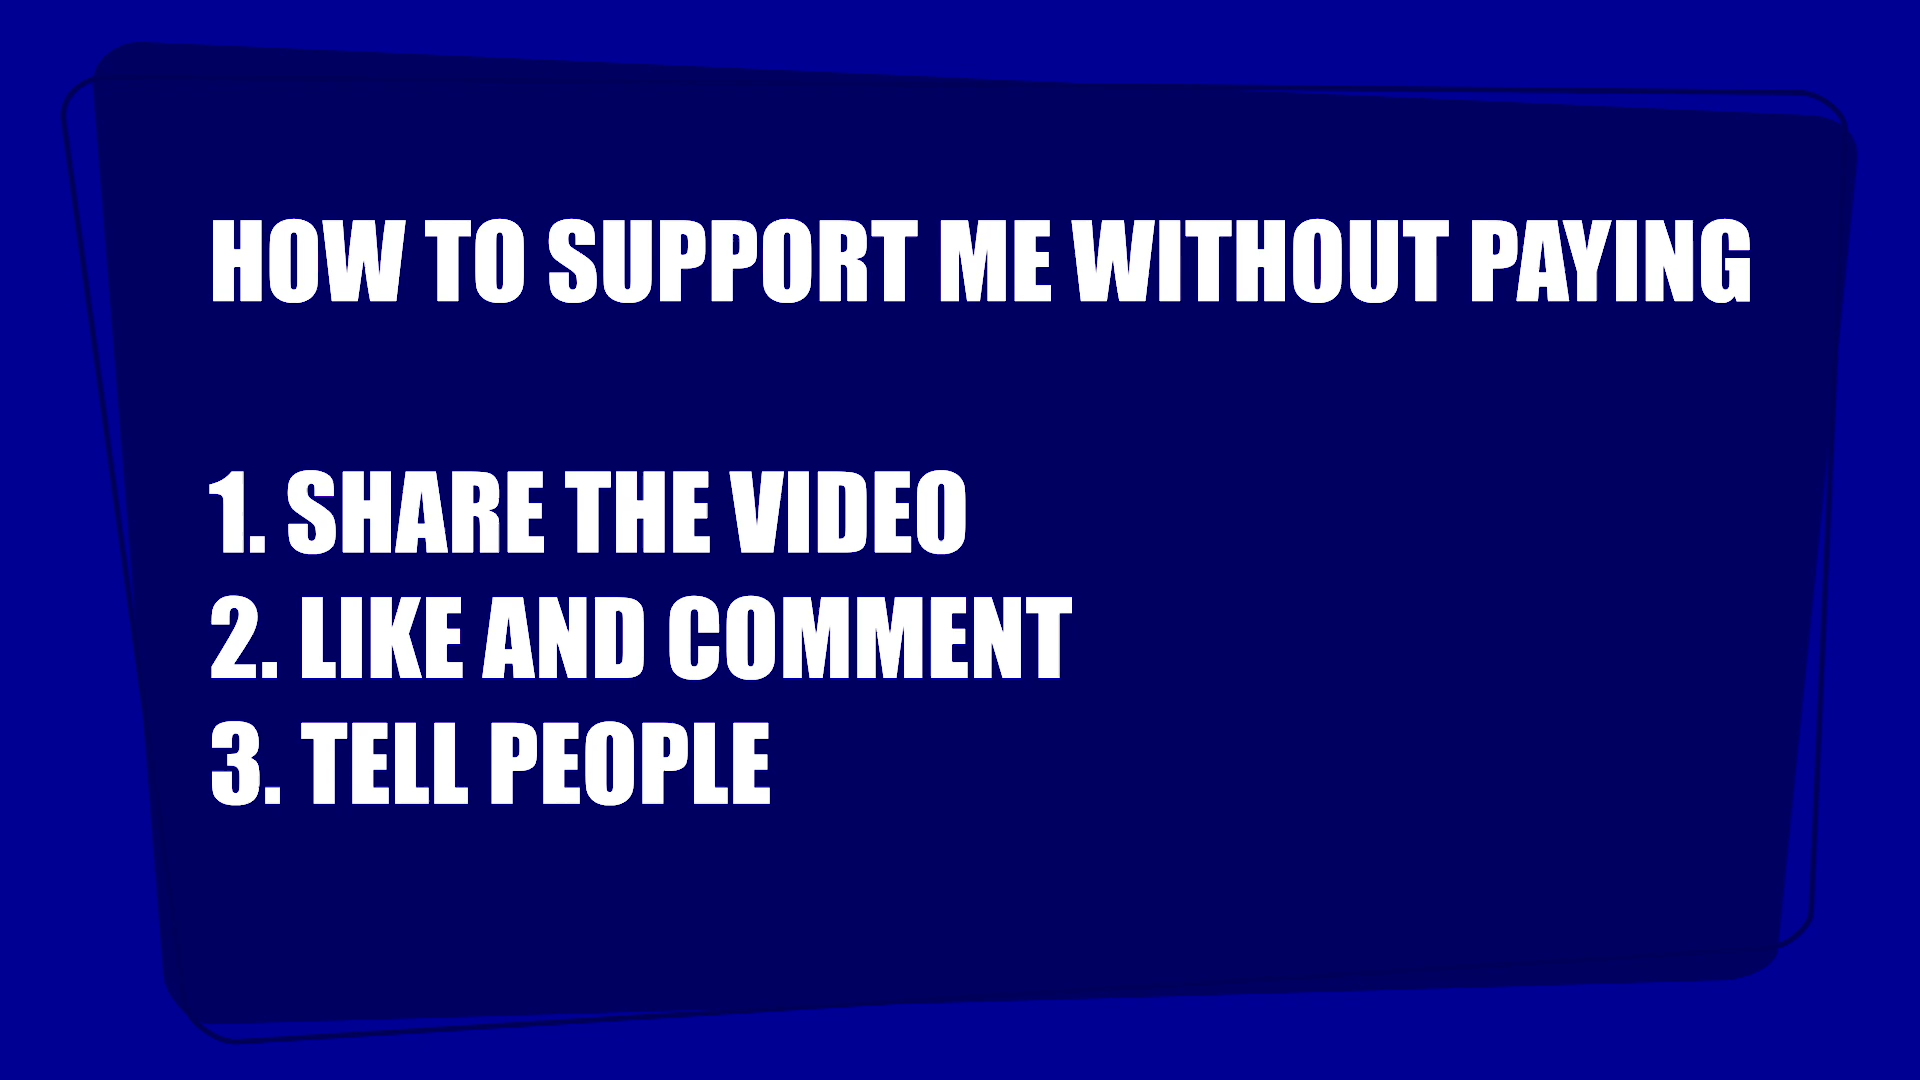 HOW TO SUPPORT ME WITHOUT PAYING
1. SHARE THE VIDEO
2. LIKE AND COMMENT
3. TELL PEOPLE